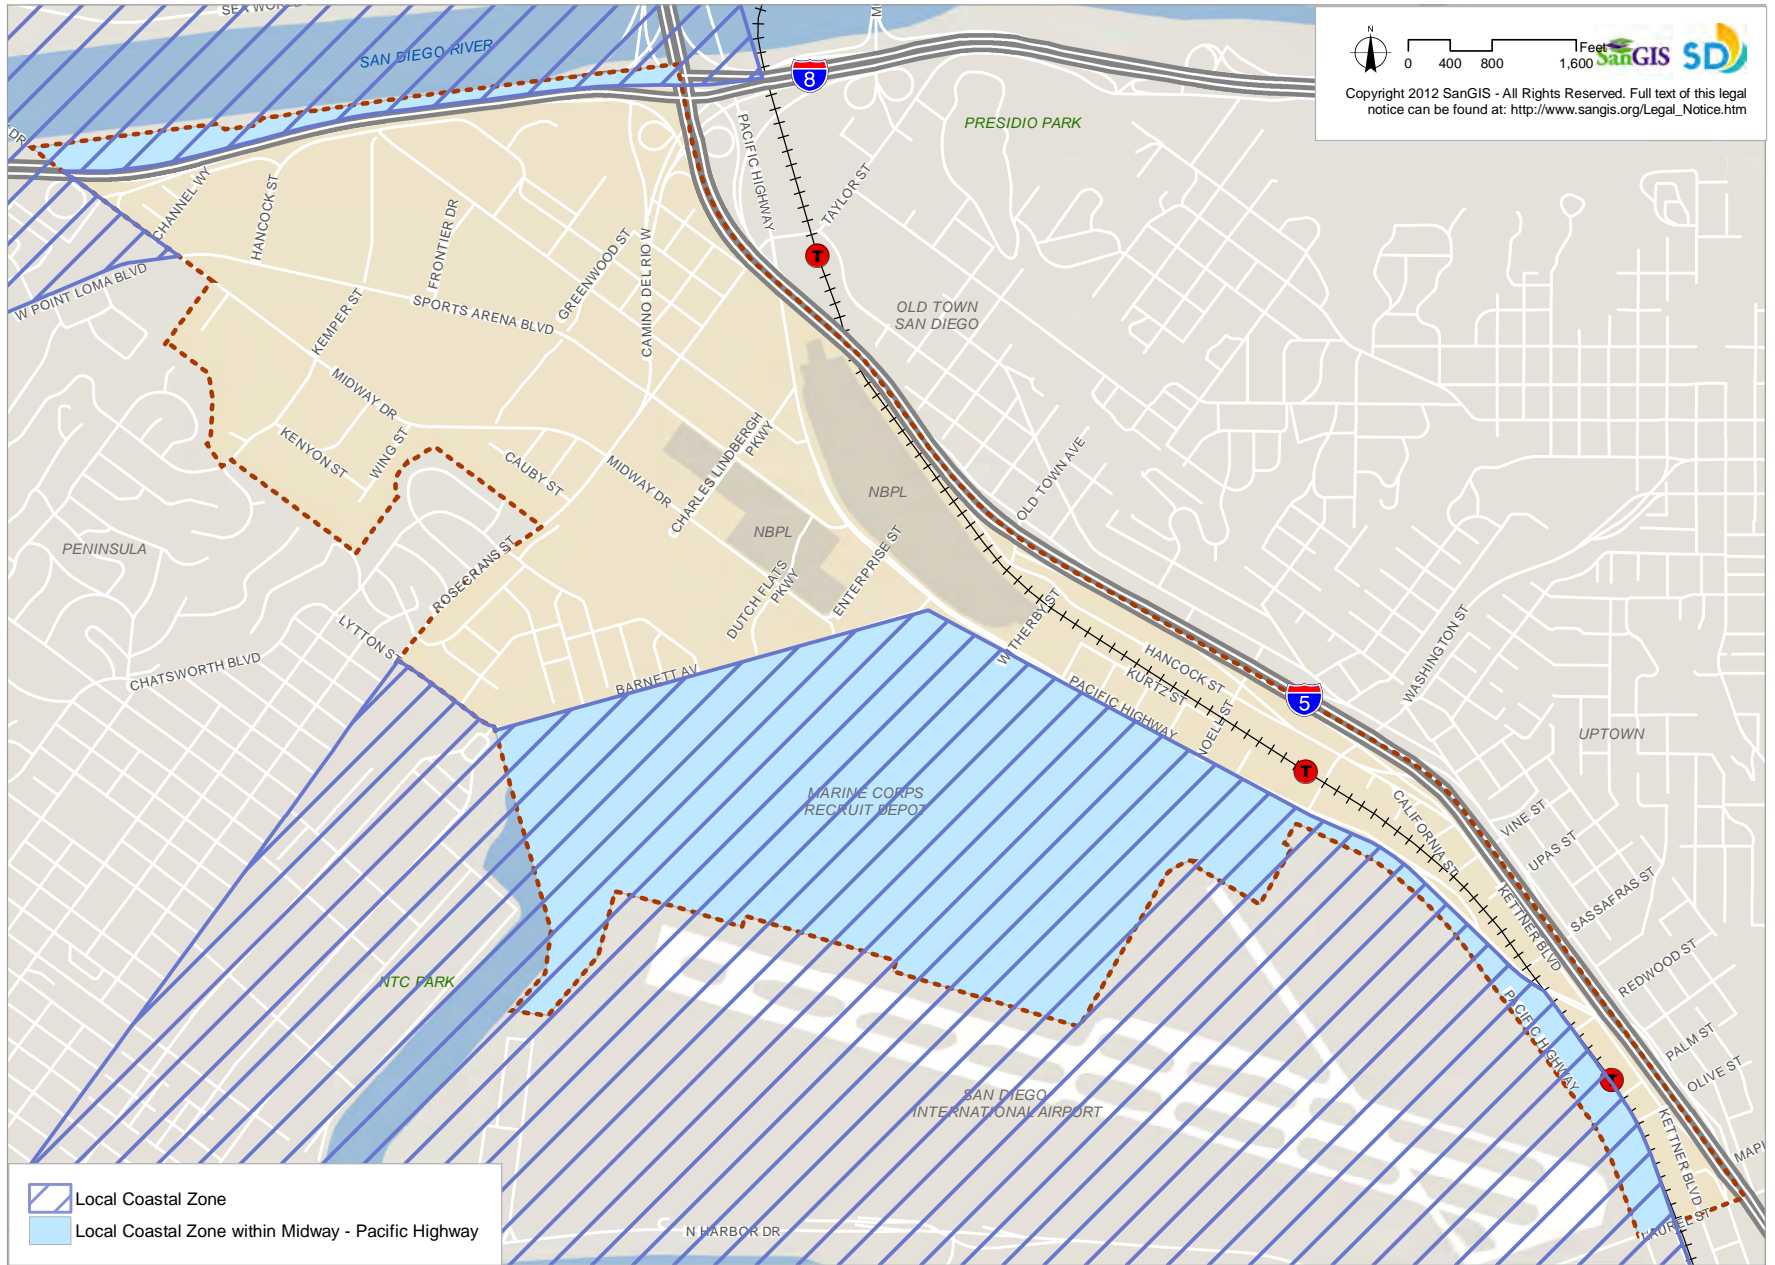 SEA WORLD
SAN DIEGO RIVER
8
PACIFIC HIGHWAY
TAYLOR ST
PRESIDIO PARK
N
0 400 800 1,600 Feet
SanGIS SD
Copyright 2012 SanGIS - All Rights Reserved. Full text of this legal
notice can be found at: http://www.sangis.org/Legal_Notice.htm
DR
CHANNEL WY
HANCOCK ST
FRONTIER DR
GREENWOOD ST
CAMINO DEL RIO W
T
W POINT LOMA BLVD
KEMPER ST
SPORTS ARENA BLVD
OLD TOWN
SAN DIEGO
MIDWAY DR
KENYON ST
WING ST
CAUBY ST
MIDWAY DR
CHARLES LINDBERGH
PKWY
NBPL
NBPL
OLD TOWN AVE
PENINSULA
ROSECRANS ST
DUTCH FLATS
PKWY
ENTERPRISE ST
LYTTON ST
CHATSWORTH BLVD
BARNETT AV
WITHERBY ST
HANCOCK ST
KURTZ ST
PACIFIC HIGHWAY
NOELL ST
WASHINGTON ST
5
UPTOWN
T
MARINE CORPS
RECRUIT DEPOT
CALIFORNIA ST
VINE ST
UPAS ST
SASSAFRAS ST
KETTNER BLVD
REDWOOD ST
NTC PARK
PACIFIC HIGHWAY
PALM ST
OLIVE ST
T
SAN DIEGO
INTERNATIONAL AIRPORT
KETTNER BLVD
LAUREL ST
N HARBOR DR
Local Coastal Zone
Local Coastal Zone within Midway - Pacific Highway